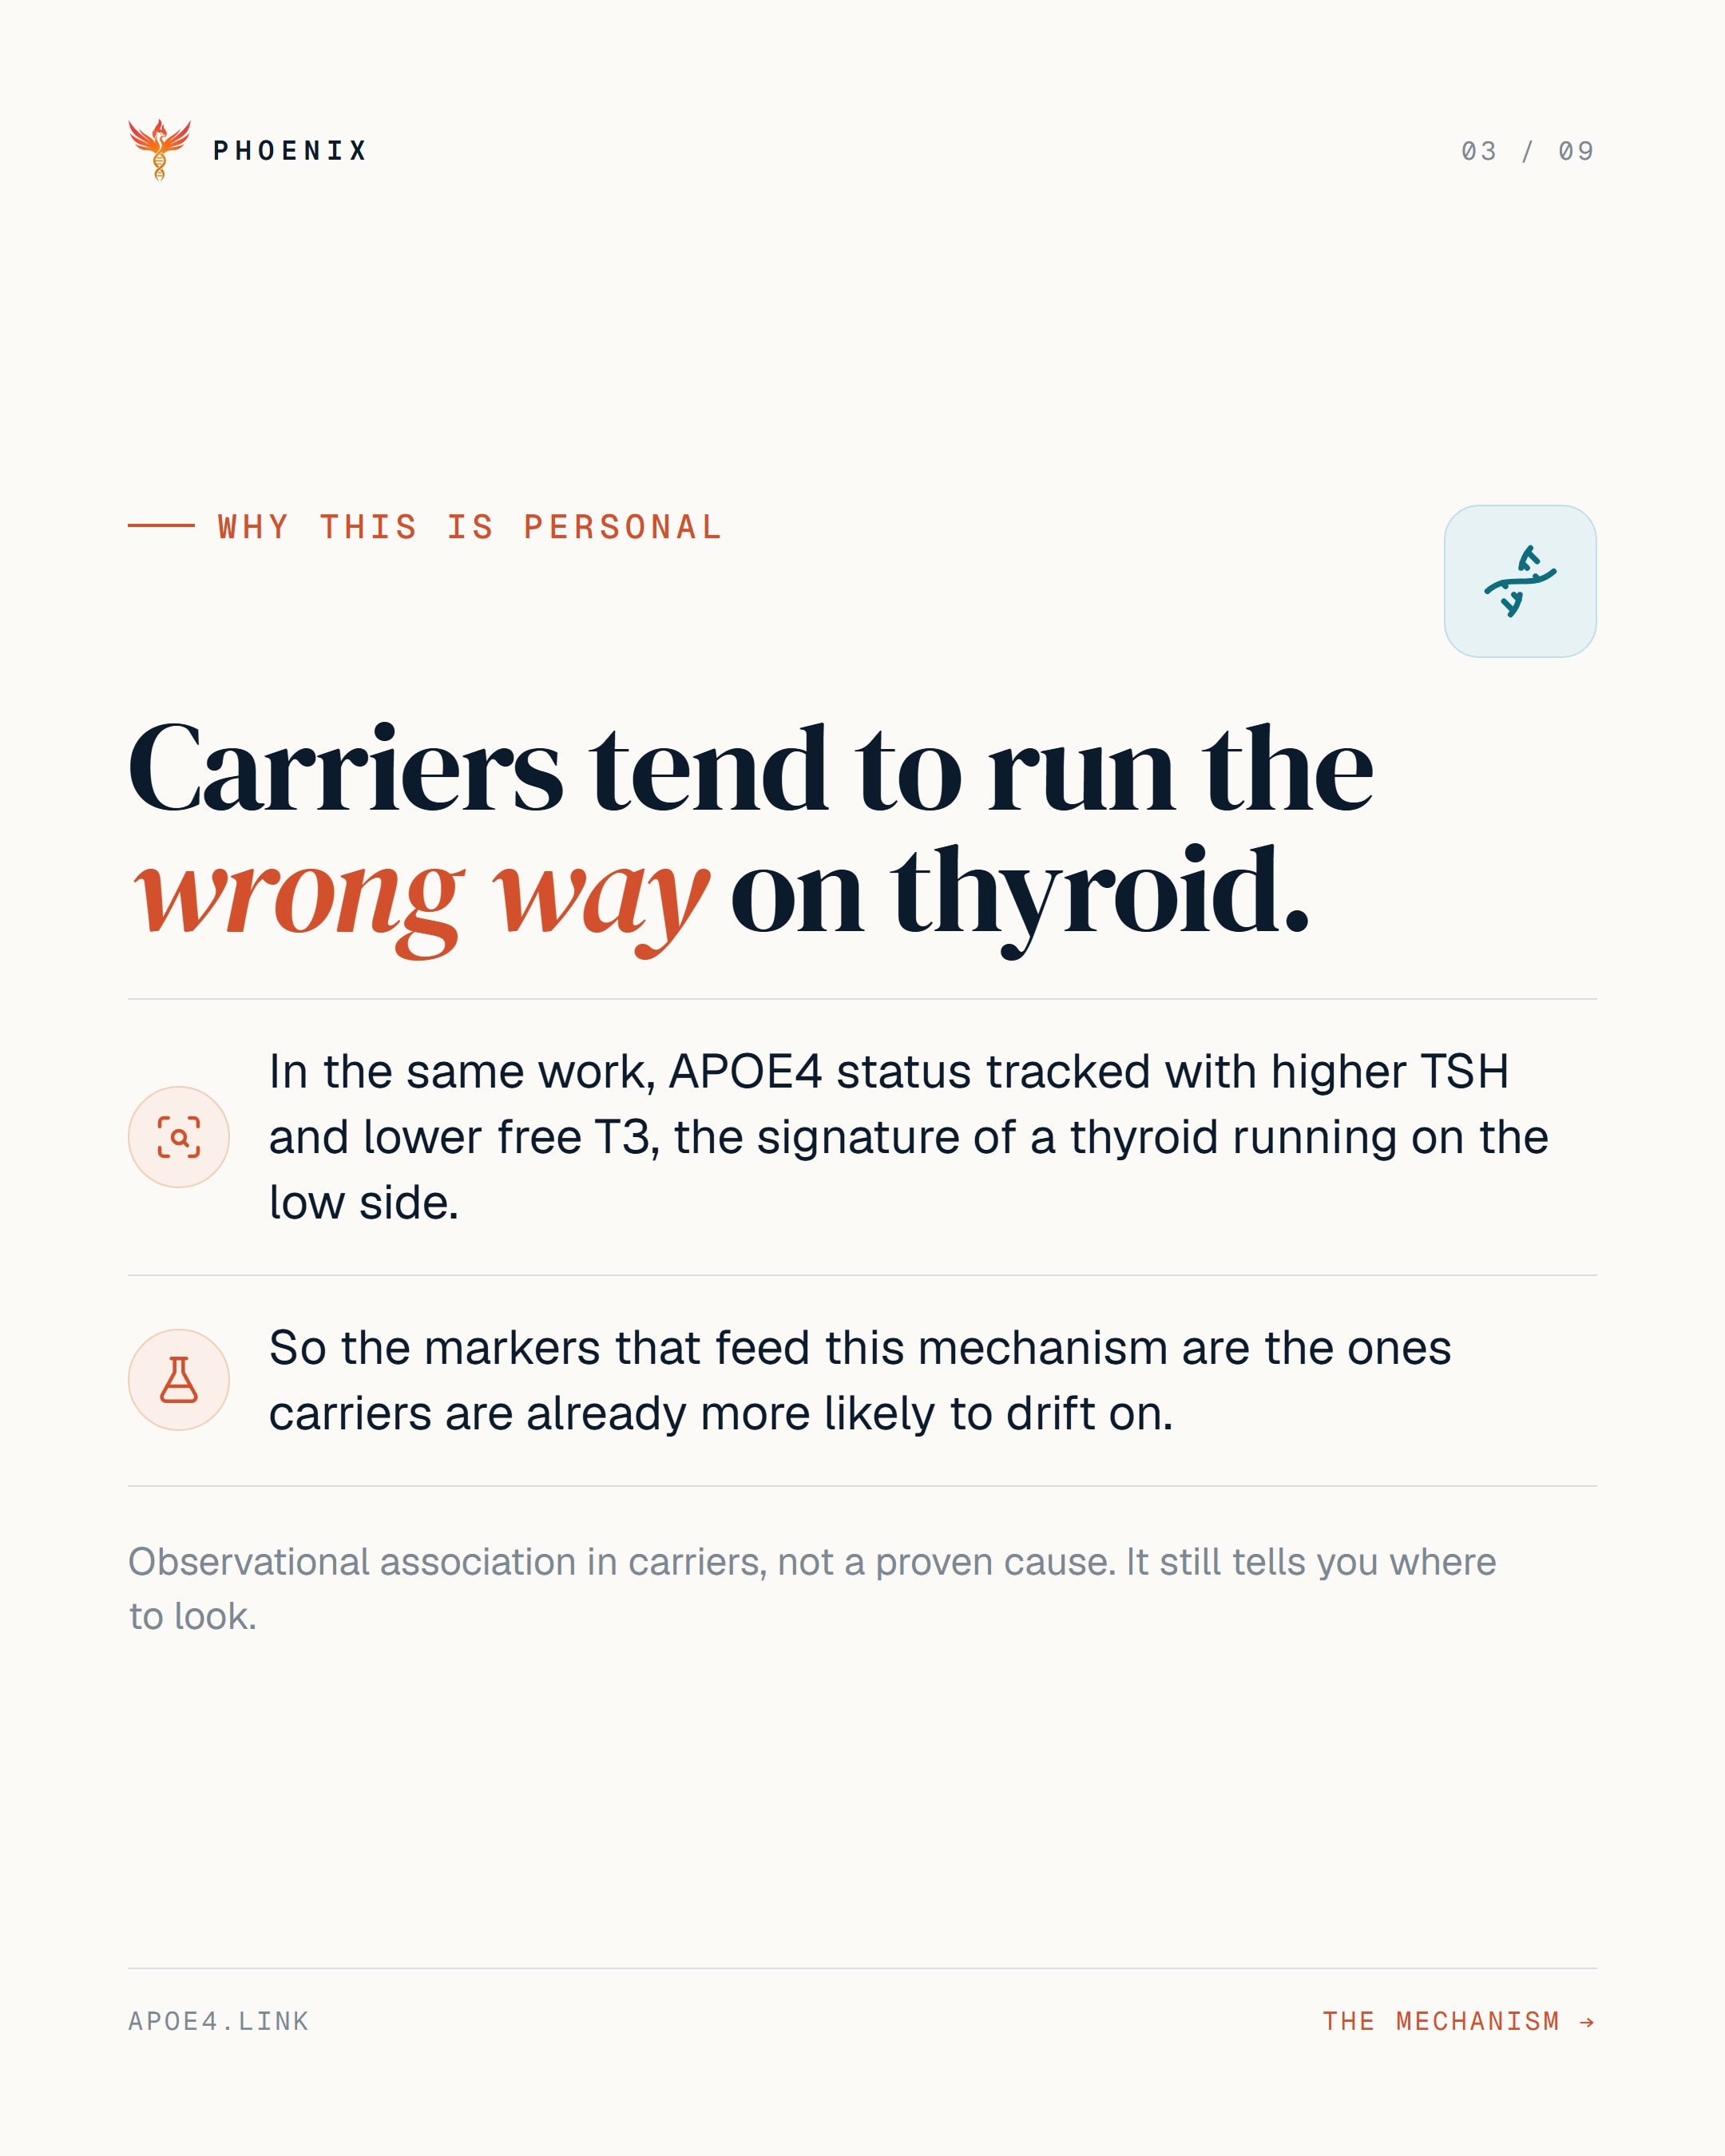 PHOENIX
03 / 09
WHY THIS IS PERSONAL
Carriers tend to run the
wrong way on thyroid.
In the same work, APOE4 status tracked with higher TSH
and lower free T3, the signature of a thyroid running on the
low side.
So the markers that feed this mechanism are the ones
carriers are already more likely to drift on.
Observational association in carriers, not a proven cause. It still tells you where
to look.
APOE4.LINK
THE MECHANISM →